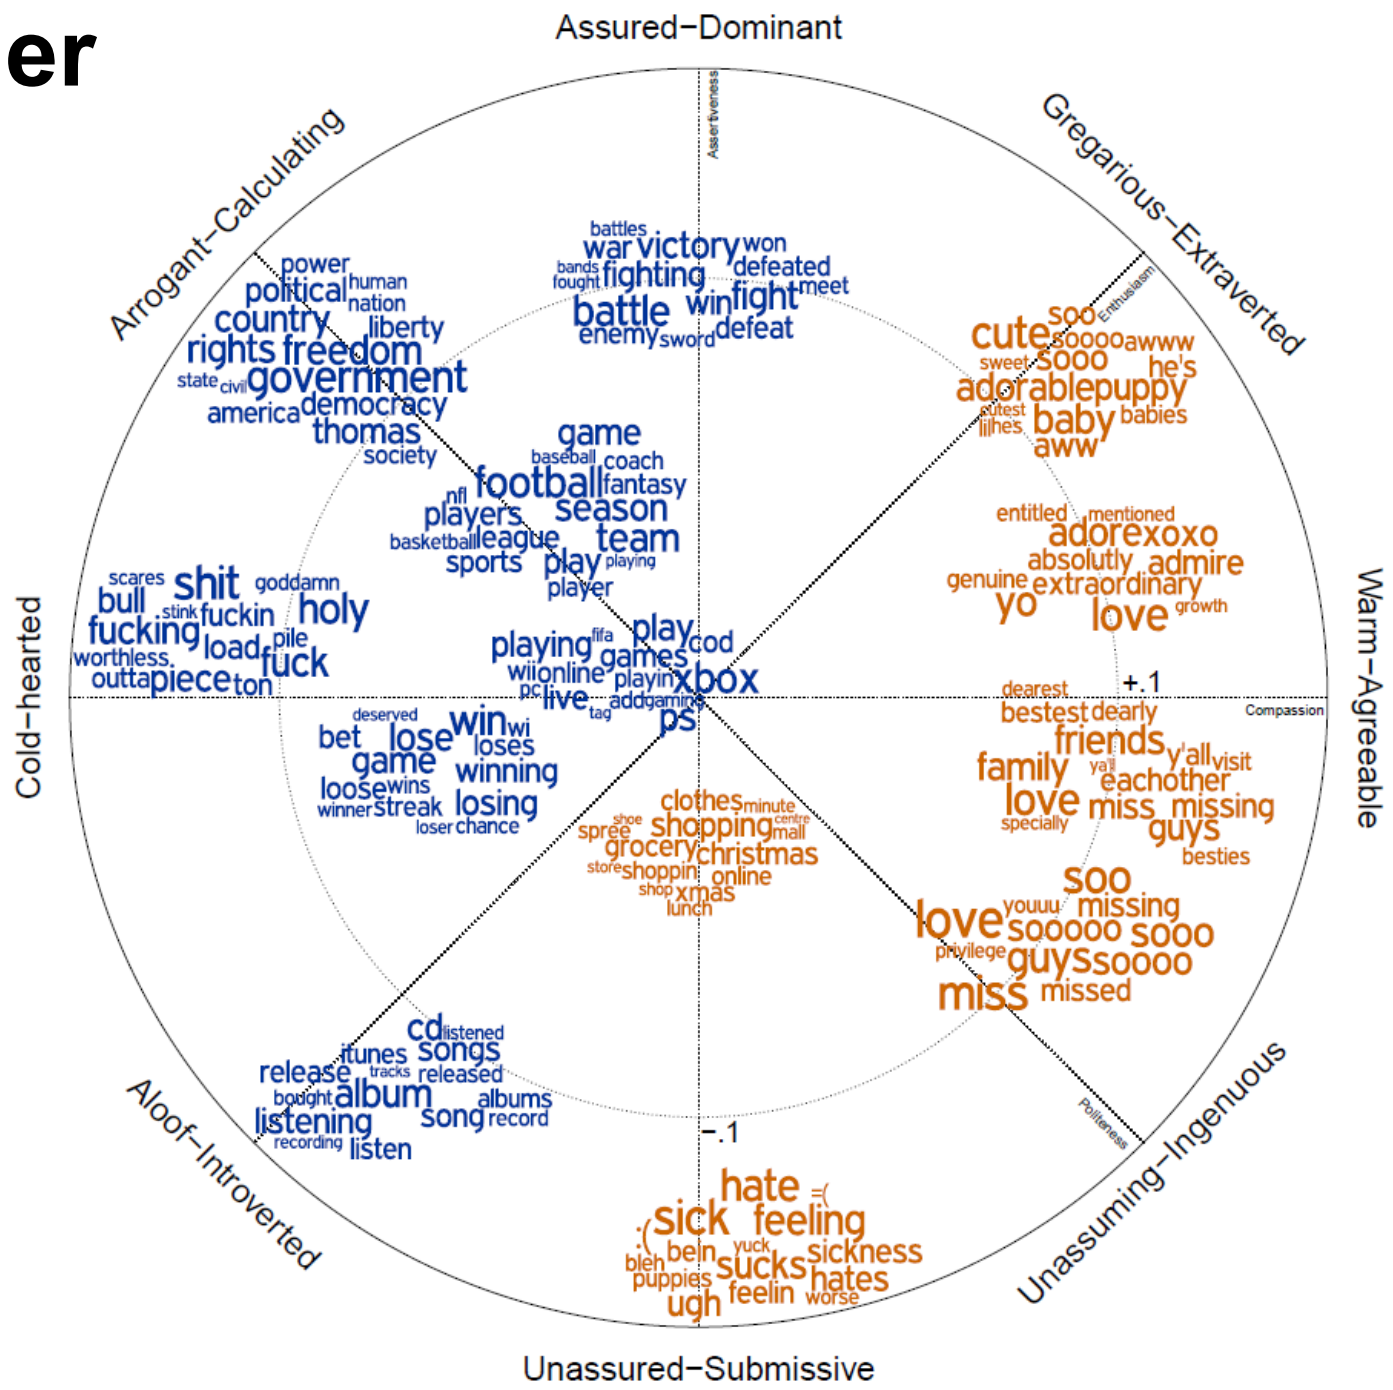 er
Assured–Dominant
Assertiveness
Gregarious–Extraverted
Enthusiasm
Arrogant–Calculating
battles
war victory won
bands fighting defeated
fought meet
battle win fight
enemy sword defeat
power
political human
nation
country liberty
rights freedom
state civil government
america democracy
thomas
society
soo
cute soooo awww
sweet sooo he's
adorable puppy
cutest baby babies
lil he's
aww
game
baseball coach
football fantasy
nfl season
players
basketball league team
sports play playing
player
entitled mentioned
adore xoxo
absolutly admire
genuine extraordinary
yo love growth
scares shit goddamn
bull stink fuckin holy
fucking load pile
worthless fuck
outta piece ton
Cold–hearted
Warm–Agreeable
play cod
playing fifa games
wii online playin xbox
pc live add gaming
tag ps
+.1
Compassion
dearest
bestest dearly
friends
family y'all visit
ya'll eachother
love miss missing
specially guys
besties
deserved win wi
bet lose loses
game winning
loose wins
winner streak losing
loser chance
clothes minute
shoe shopping centre
spree mall
grocery christmas
store shoppin online
shop xmas
lunch
soo
love youuu missing
sooooo sooo
privilege guys soooo
miss missed
cd listened
itunes songs
release tracks released
bought album albums
listening song record
recording listen
–.1
Politeness
Aloof–Introverted
Unassuming–Ingenuous
hate =(
sick feeling
:( bein yuck sickness
bleh sucks
puppies hates
feelin worse
ugh
Unassured–Submissive